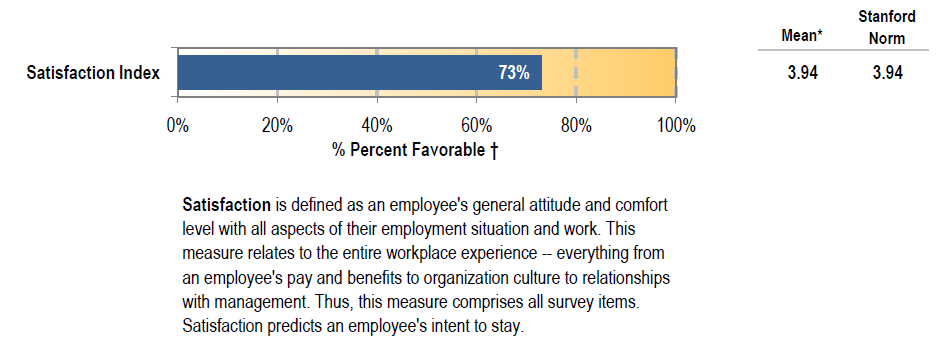 Stanford
Mean* Norm
Satisfaction Index 73% 3.94 3.94
0% 20% 40% 60% 80% 100%
% Percent Favorable †
Satisfaction is defined as an employee's general attitude and comfort
level with all aspects of their employment situation and work. This
measure relates to the entire workplace experience -- everything from
an employee's pay and benefits to organization culture to relationships
with management. Thus, this measure comprises all survey items.
Satisfaction predicts an employee's intent to stay.